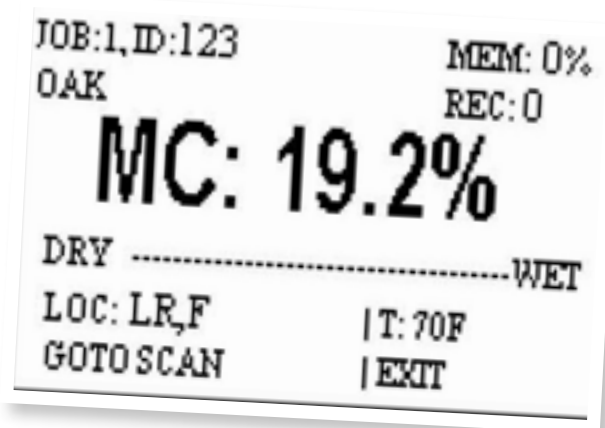 JOB:1, ID:123 MEM: 0%
OAK REC: 0
MC: 19.2%
DRY ------------------------------------WET
LOC: LR,F | T: 70F
GOTO SCAN | EXIT